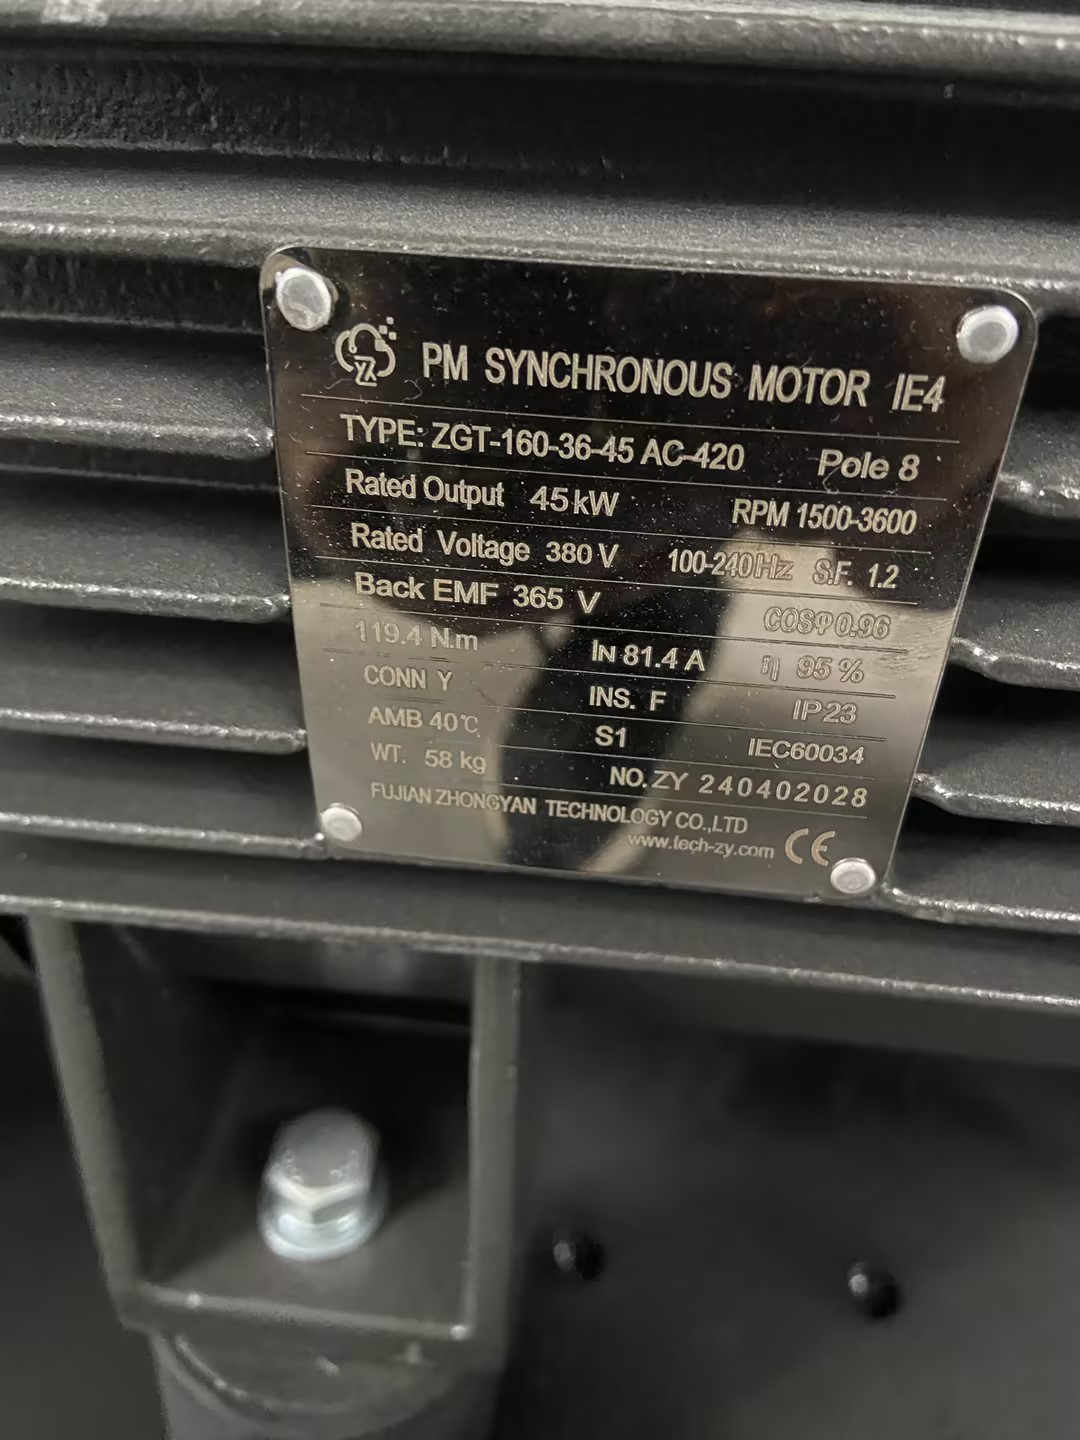 PM SYNCHRONOUS MOTOR IE4
TYPE: ZGT-160-36-45 AC-420 Pole 8
Rated Output 45 kW RPM 1500-3600
Rated Voltage 380 V 100-240Hz S.F. 1.2
Back EMF 365 V COSφ 0.96
119.4 N.m IN 81.4 A η 95 %
CONN Y INS. F IP23
AMB 40℃ S1 IEC60034
WT. 58 kg NO. ZY 240402028
FUJIAN ZHONGYAN TECHNOLOGY CO.,LTD
www.tech-zy.com CE